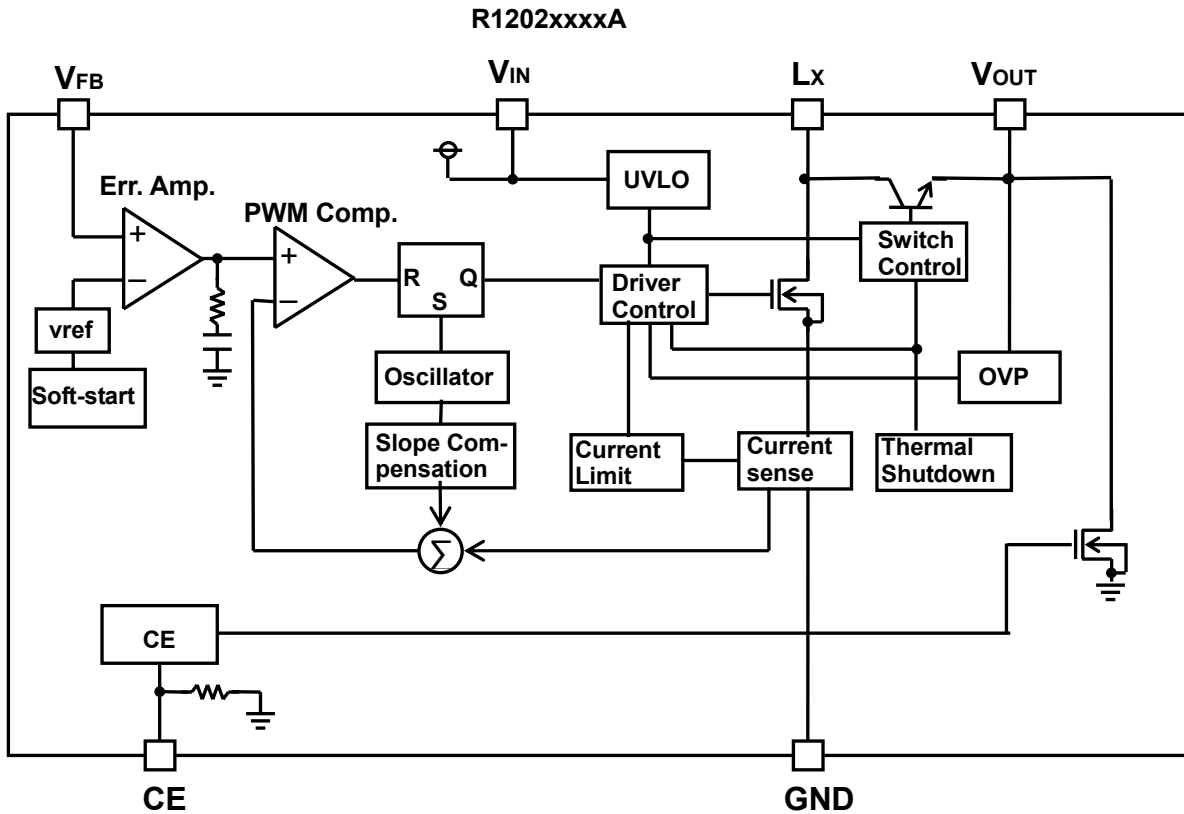 R1202xxxxA
VFB
VIN
LX
VOUT
Err. Amp.
PWM Comp.
UVLO
Switch
Control
+
−
+
−
R
Q
S
Driver
Control
vref
Soft-start
Oscillator
OVP
Slope Com-
pensation
Current
Limit
Current
sense
Thermal
Shutdown
Σ
CE
CE
GND